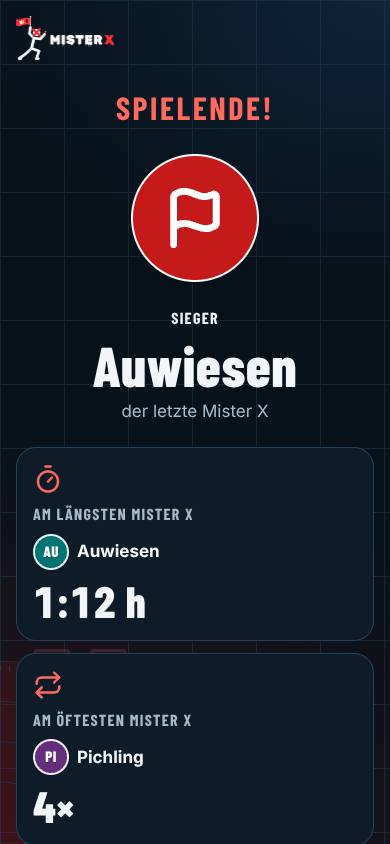 MISTER X
SPIELENDE!
SIEGER
Auwiesen
der letzte Mister X
AM LÄNGSTEN MISTER X
AU Auwiesen
1:12 h
AM ÖFTESTEN MISTER X
PI Pichling
4×